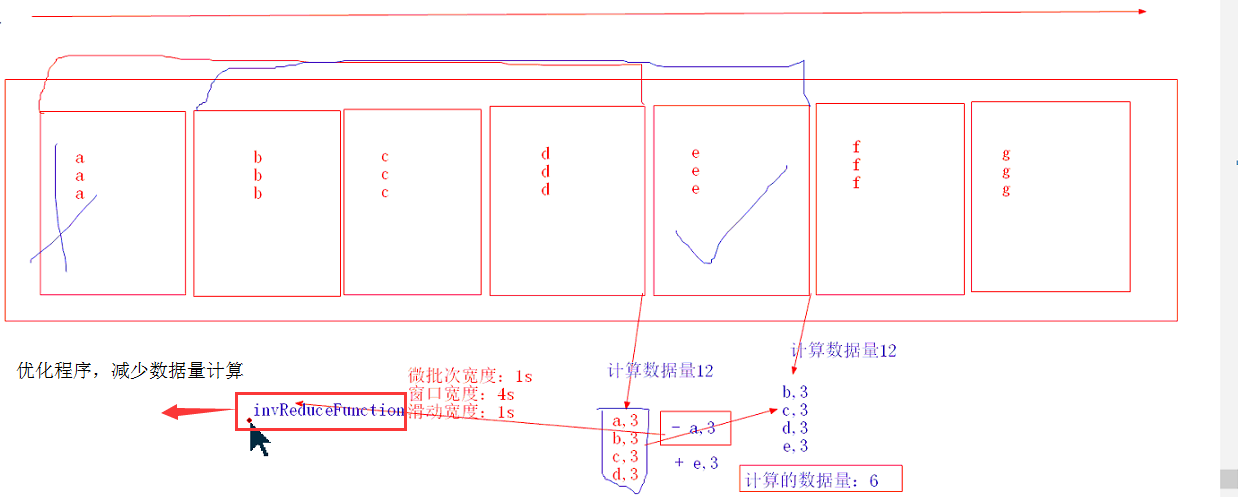 a
a
a
b
b
b
c
c
c
d
d
d
e
e
e
f
f
f
g
g
g
优化程序，减少数据量计算
invReduceFunction
微批次宽度：1s
窗口宽度：4s
滑动宽度：1s
计算数据量12
a,3
b,3
c,3
d,3
- a,3
+ e,3
计算数据量12
b,3
c,3
d,3
e,3
计算的数据量：6